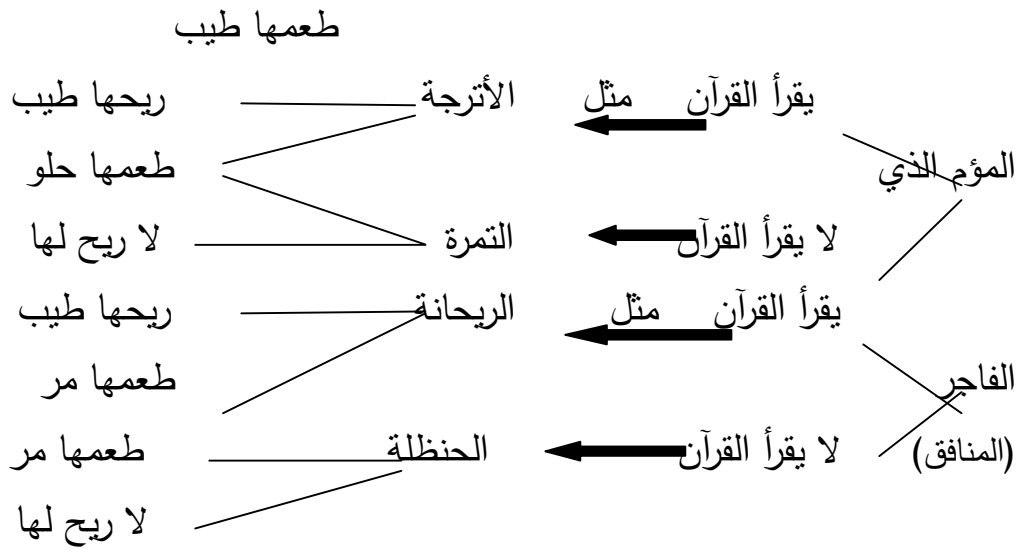 طعمها طيب
يقرأ القرآن مثل الأترجة ريحها طيب
المؤم الذي طعمها حلو
لا يقرأ القرآن التمرة لا ريح لها
يقرأ القرآن مثل الريحانة ريحها طيب
الفاجر طعمها مر
(المنافق) لا يقرأ القرآن الحنظلة طعمها مر
لا ريح لها